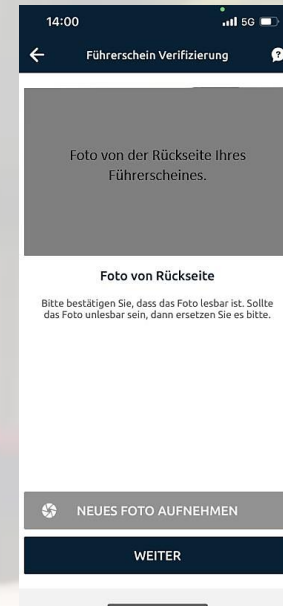 14:00
5G
Führerschein Verifizierung
?
Foto von der Rückseite Ihres
Führerscheines.
Foto von Rückseite
Bitte bestätigen Sie, dass das Foto lesbar ist. Sollte
das Foto unlesbar sein, dann ersetzen Sie es bitte.
NEUES FOTO AUFNEHMEN
WEITER